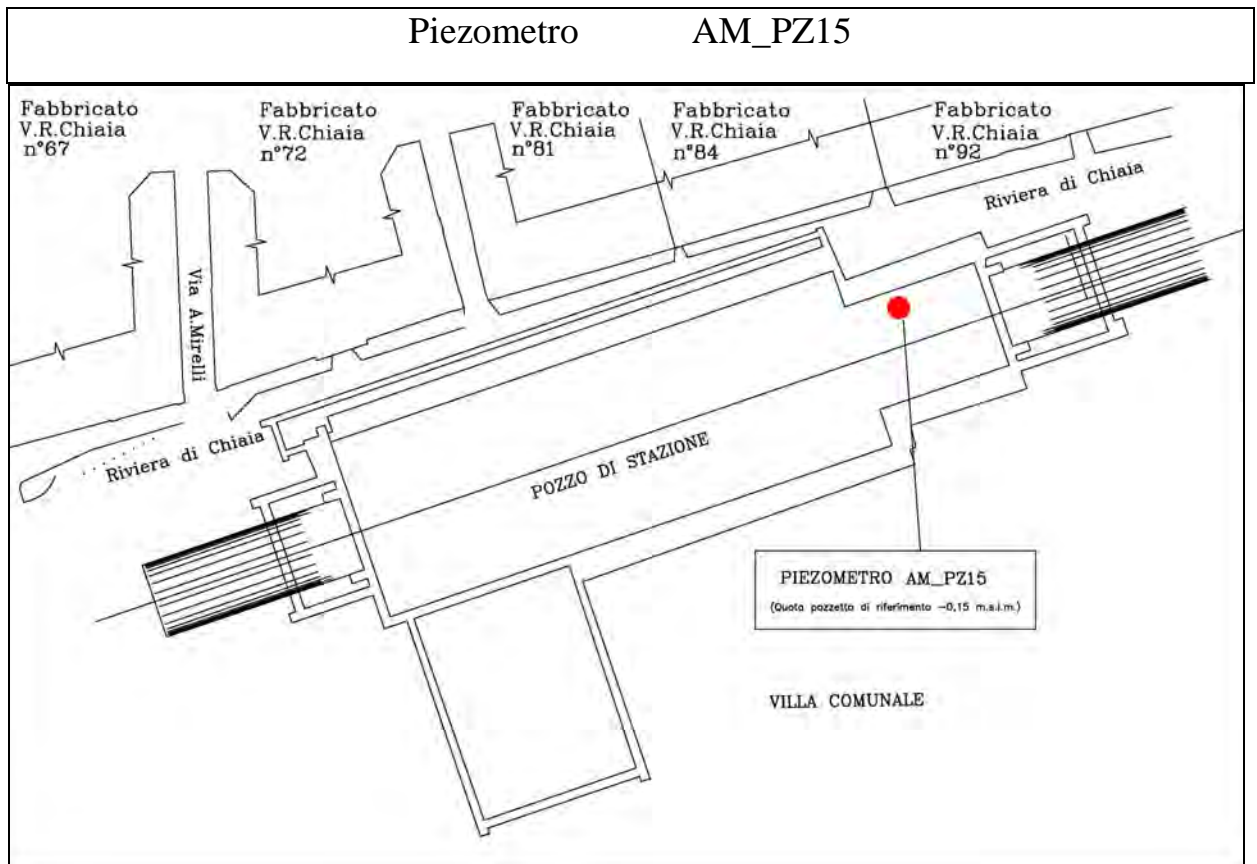 Piezometro AM_PZ15
Fabbricato
V.R.Chiaia
n°67
Fabbricato
V.R.Chiaia
n°72
Fabbricato
V.R.Chiaia
n°81
Fabbricato
V.R.Chiaia
n°84
Fabbricato
V.R.Chiaia
n°92
Riviera di Chiaia
Via A.Mirelli
Riviera di Chiaia
POZZO DI STAZIONE
PIEZOMETRO AM_PZ15
(Quota pozzetto di riferimento -0,15 m.s.l.m.)
VILLA COMUNALE